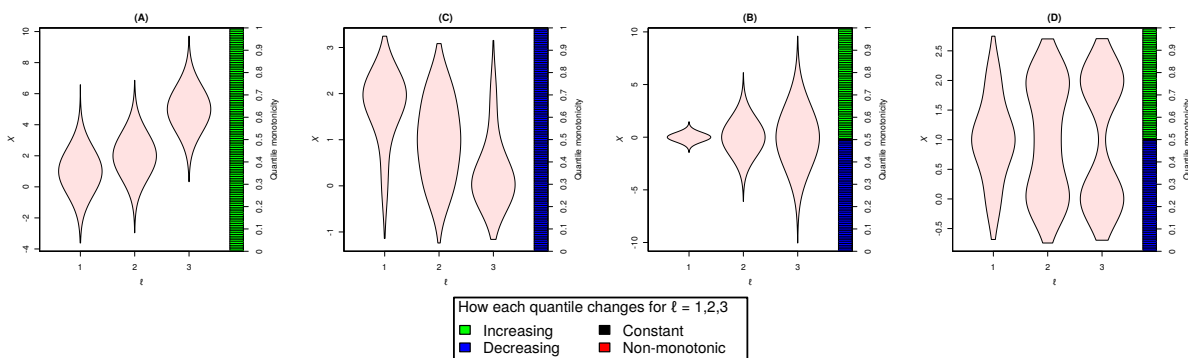 (A)
10
8
6
4
2
0
-2
-4
X
1 2 3
ℓ
0 0.1 0.2 0.3 0.4 0.5 0.6 0.7 0.8 0.9 1
Quantile monotonicity
(C)
3
2
1
0
-1
X
1 2 3
ℓ
0 0.1 0.2 0.3 0.4 0.5 0.6 0.7 0.8 0.9 1
Quantile monotonicity
(B)
10
5
0
-5
-10
X
1 2 3
ℓ
0 0.1 0.2 0.3 0.4 0.5 0.6 0.7 0.8 0.9 1
Quantile monotonicity
(D)
2.5
2.0
1.5
1.0
0.5
0.0
-0.5
X
1 2 3
ℓ
0 0.1 0.2 0.3 0.4 0.5 0.6 0.7 0.8 0.9 1
Quantile monotonicity
How each quantile changes for ℓ = 1,2,3
Increasing Constant
Decreasing Non-monotonic